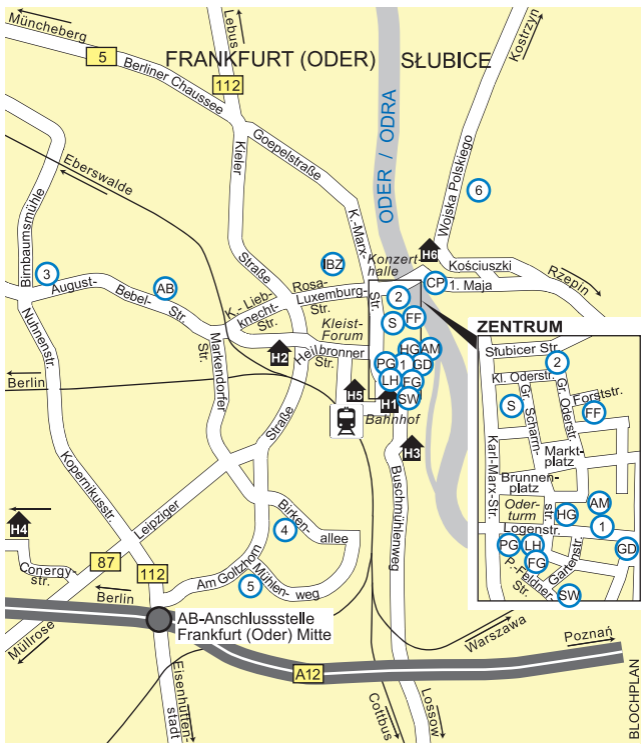 Müncheberg
Lebus
Kostrzyn
5
112
FRANKFURT (ODER)
SŁUBICE
Berliner Chaussee
Goepelstraße
Kieler
Straße
ODER / ODRA
Wojska Polskiego
6
Eberswalde
Birnbaumsmühle
K.-Marx-
Str.
Konzert-
halle
H6
Kościuszki
1. Maja
CP
Rzepin
3
AB
IBZ
August-
Bebel-
Str.
K.- Lieb-
knecht-
Str.
Rosa-
Luxemburg-
Str.
Kleist-
Forum
2
S
FF
HG
AM
PG
1
GD
LH
FG
SW
H2
Heilbronner
Str.
H5
H1
Bahnhof
H3
Nuhnenstr.
Markendorfer
Str.
Berlin
Straße
Leipziger
Kopernikusstr.
Buschmühlenweg
H4
Conergy-
str.
87
112
Birken-
allee
4
Am Goltzhorn
Mühlen-
weg
5
Berlin
AB-Anschlussstelle
Frankfurt (Oder) Mitte
Müllrose
Eisenhütten-
stadt
A12
Cottbus
Lossow
Warszawa
Poznań
BLOCHPLAN
ZENTRUM
Słubicer Str.
2
Kl. Oderstr.
S
Gr. Scharrn-
str.
Gr. Oderstr.
Forststr.
FF
Karl-Marx-Str.
Markt-
platz
Brunnen-
platz
Oder-
turm
HG
AM
1
Logenstr.
PG
LH
FG
GD
P.-Feldner-
Str.
Gartenstr.
SW